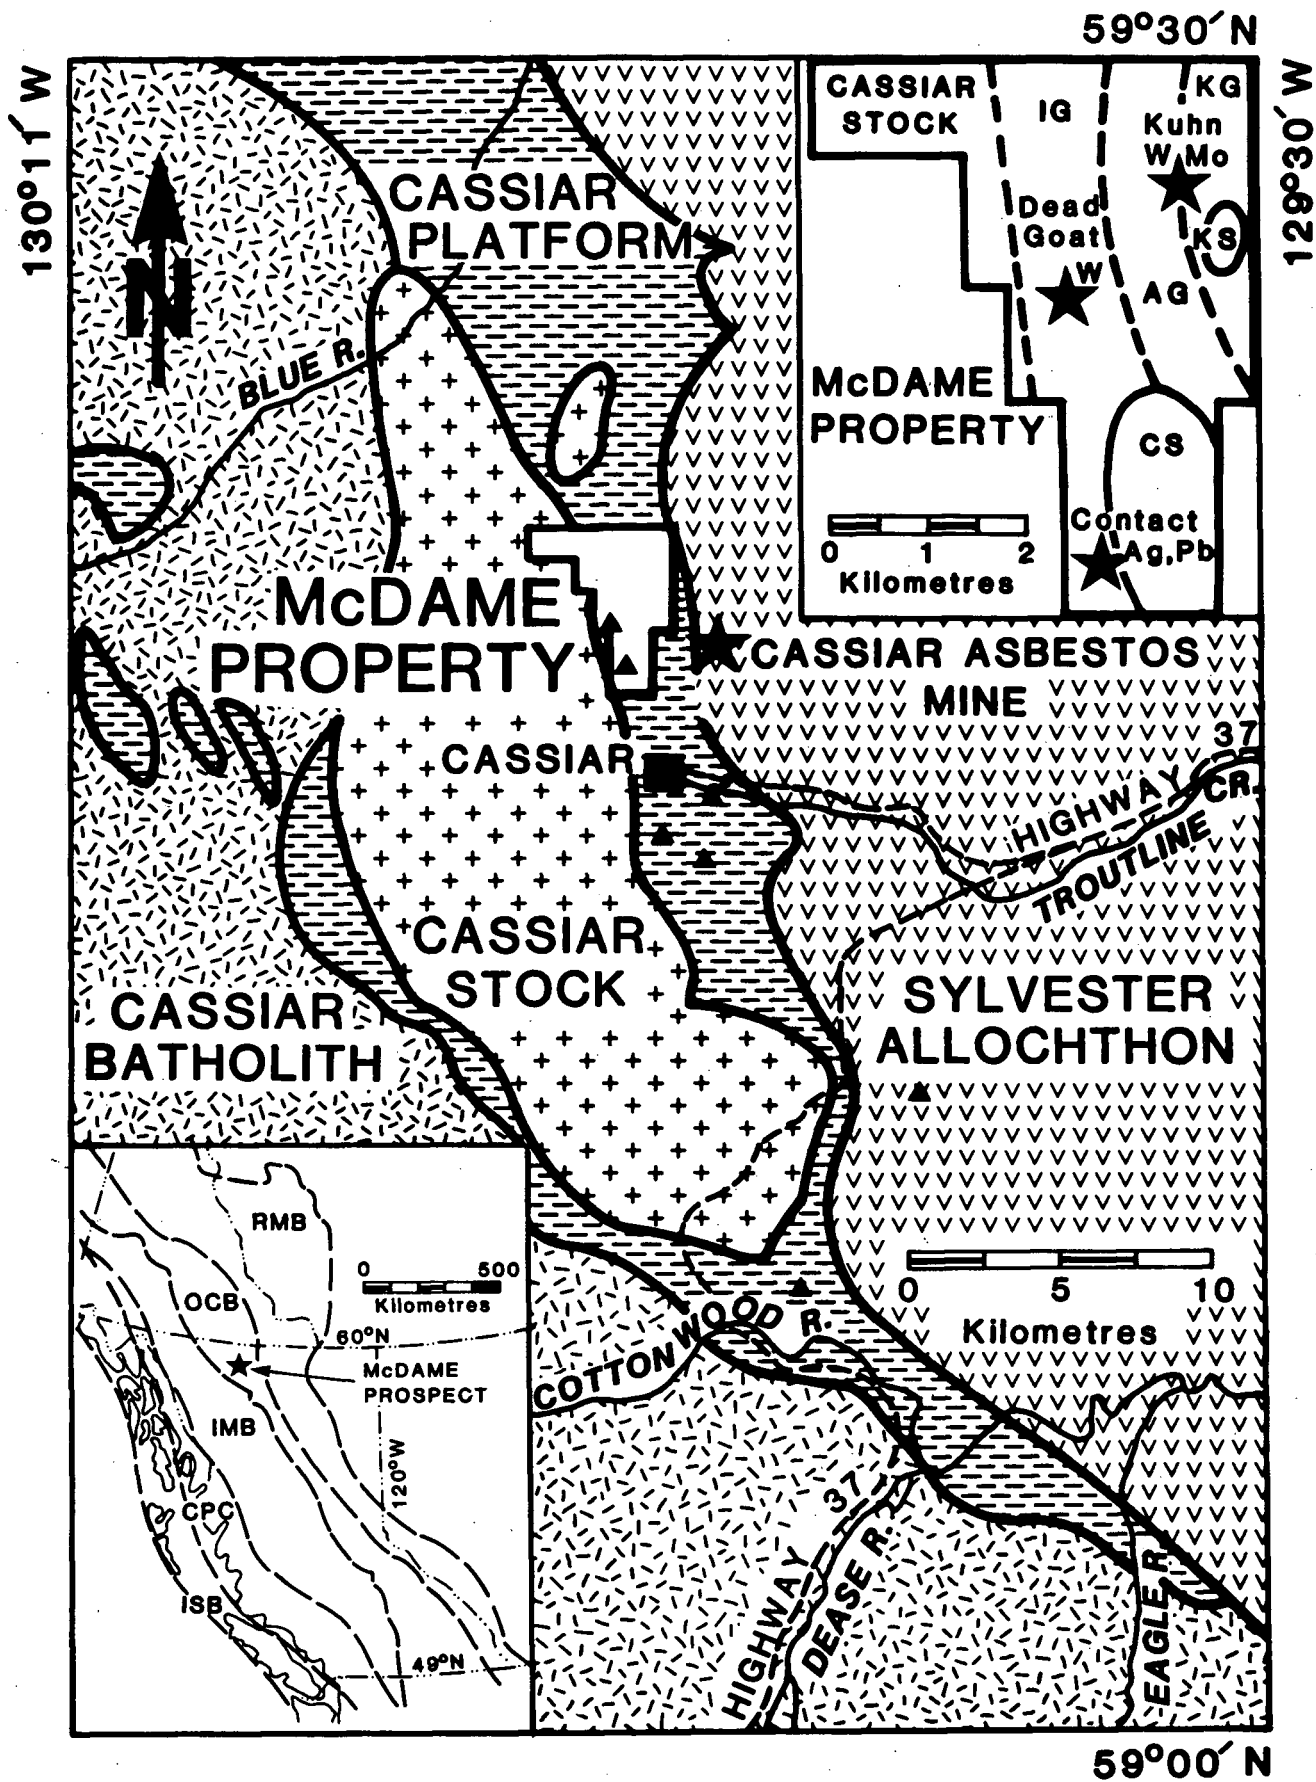 59°30′N
130°11′W
129°30′W
CASSIAR
STOCK
IG
KG
Kuhn
W Mo
Dead
Goat
W
KS
AG
McDAME
PROPERTY
CS
Contact
Ag,Pb
0 1 2
Kilometres
CASSIAR
PLATFORM
N
BLUE R.
McDAME
PROPERTY
CASSIAR ASBESTOS
MINE
CASSIAR
37
HIGHWAY
TROUTLINE CR.
CASSIAR
STOCK
CASSIAR
BATHOLITH
SYLVESTER
ALLOCHTHON
0 5 10
Kilometres
COTTONWOOD R.
HIGHWAY 37
DEASE R.
EAGLE R.
RMB
0 500
Kilometres
OCB
60°N
McDAME
PROSPECT
IMB
120°W
CPC
ISB
49°N
59°00′N